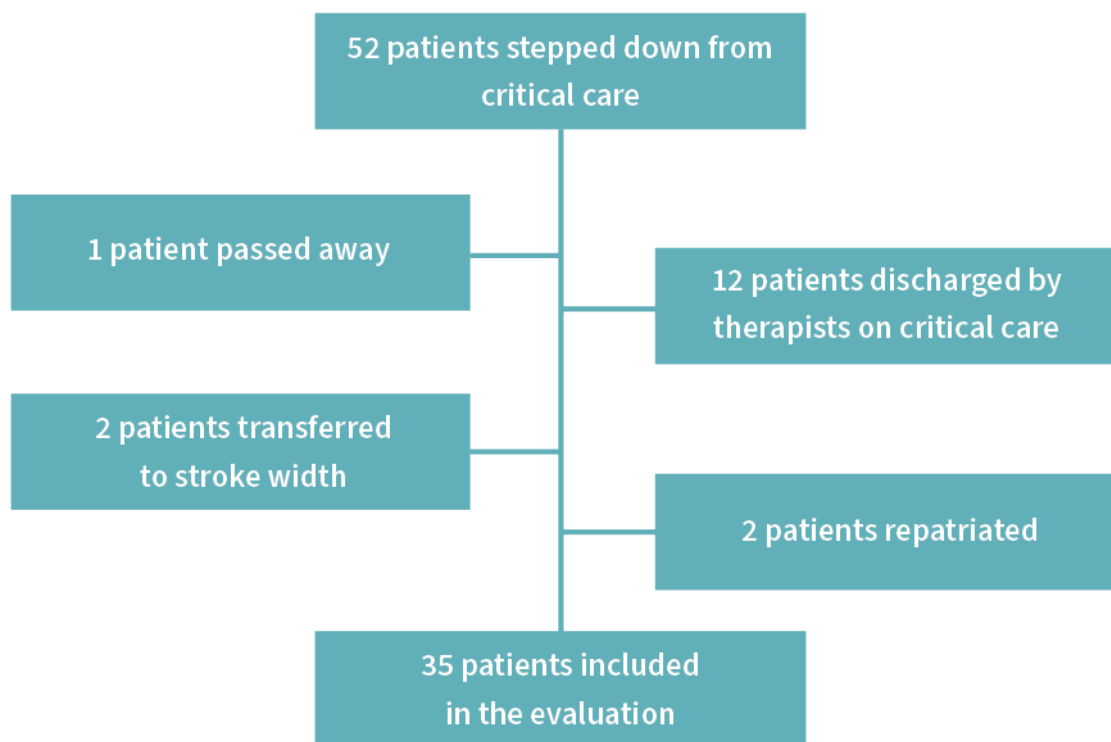 52 patients stepped down from
critical care
1 patient passed away
12 patients discharged by
therapists on critical care
2 patients transferred
to stroke width
2 patients repatriated
35 patients included
in the evaluation